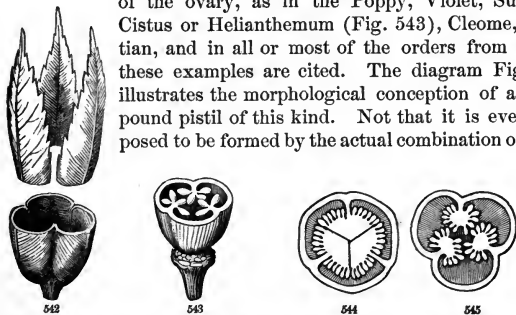 of the ovary, as in the Poppy, Violet,
Cistus or Helianthemum (Fig. 543), Cleome,
tian, and in all or most of the orders from
these examples are cited. The diagram
illustrates the morphological conception of a
pound pistil of this kind. Not that it is
posed to be formed by the actual combination
542 543 544 545